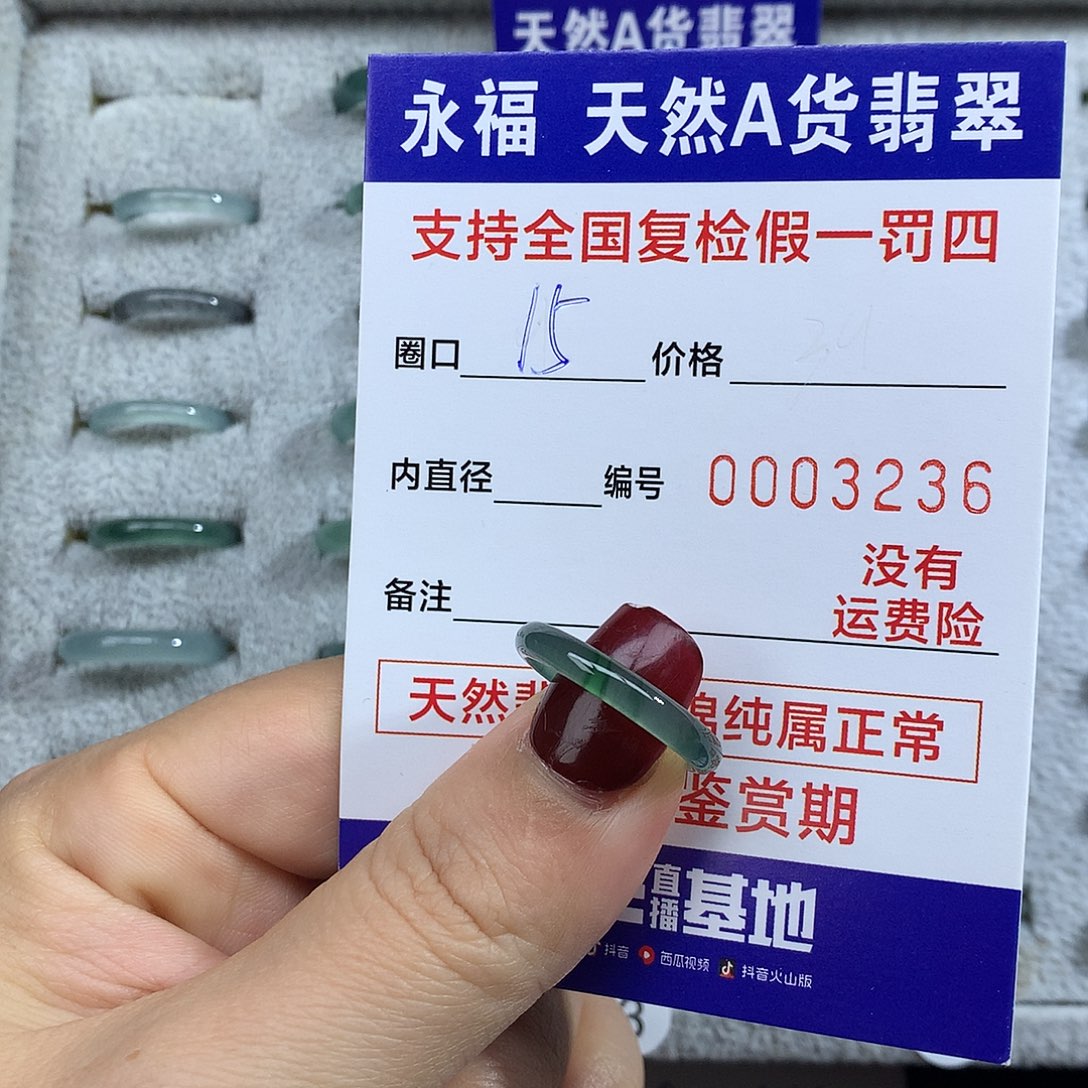 天然A货翡翠
永福 天然A货翡翠
支持全国复检假一罚四
圈口 15 价格
内直径 编号 0003236
备注
没有
运费险
天然翡 棉纯属正常
鉴赏期
直播基地
抖音 西瓜视频 抖音火山版